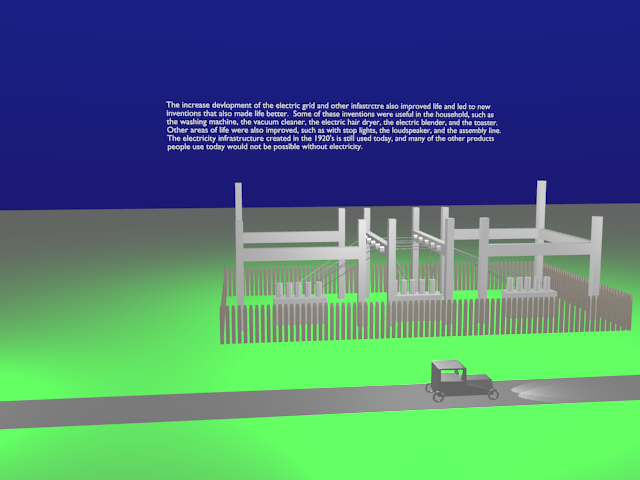 The increase devlopment of the electric grid and other infastrctre also improved life and led to new
inventions that also made life better.  Some of these inventions were useful in the household, such as
the washing machine, the vacuum cleaner, the electric hair dryer, the electric blender, and the toaster.
Other areas of life were also improved, such as with stop lights, the loudspeaker, and the assembly line.
The electricity infrastructure created in the 1920's is still used today, and many of the other products
people use today would not be possible without electricity.